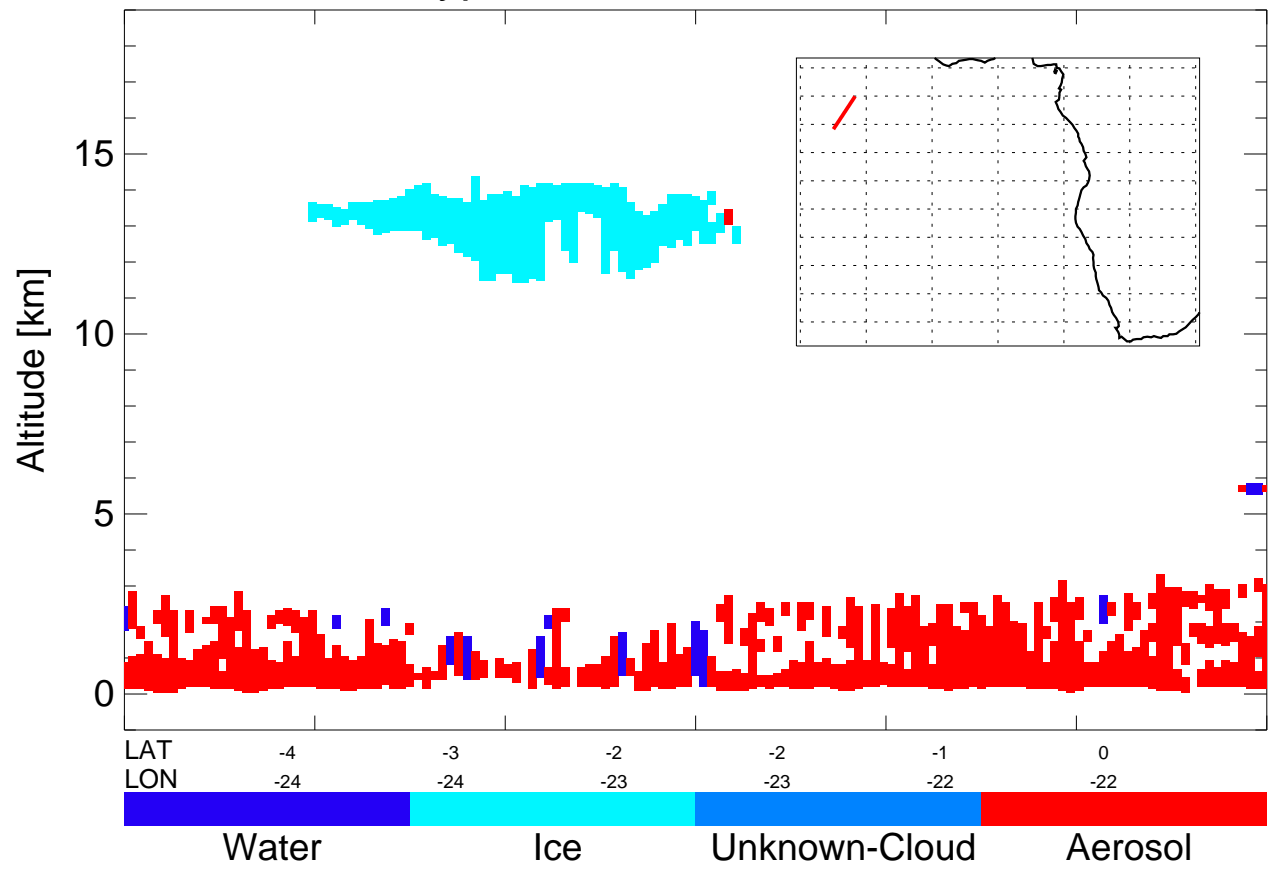 15
10
5
0
Altitude [km]
LAT -4 -3 -2 -2 -1 0
LON -24 -24 -23 -23 -22 -22
Water Ice Unknown-Cloud Aerosol